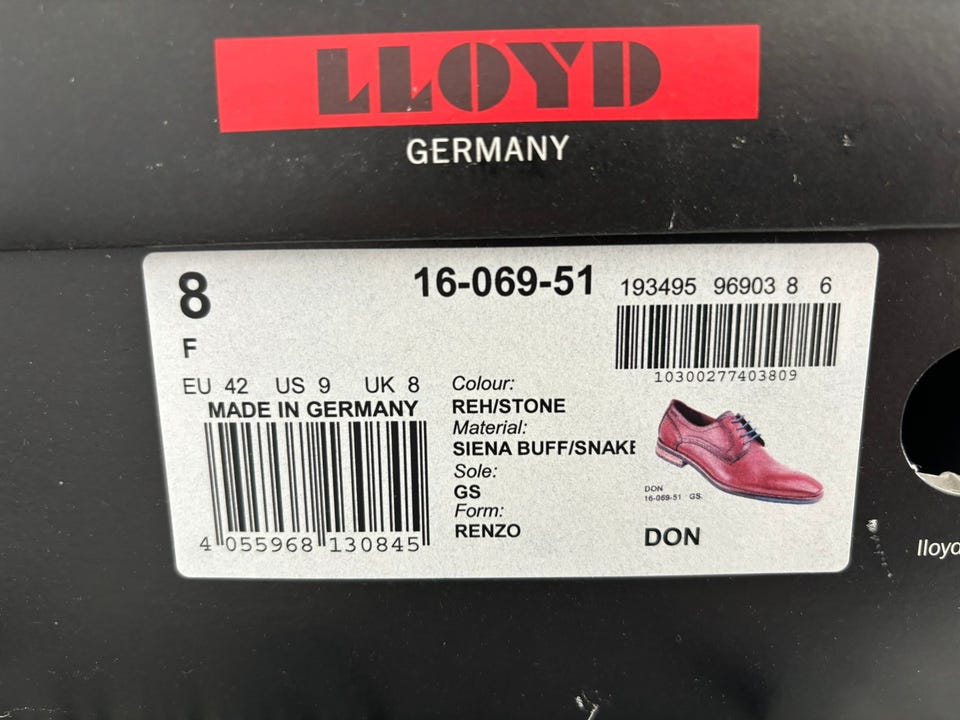 LLOYD
GERMANY
8
F
EU 42 US 9 UK 8
MADE IN GERMANY
4 055968 130845
16-069-51
193495 96903 8 6
10300277403809
Colour:
REH/STONE
Material:
SIENA BUFF/SNAKE
Sole:
GS
Form:
RENZO
DON
16-069-51 GS
DON
lloyd